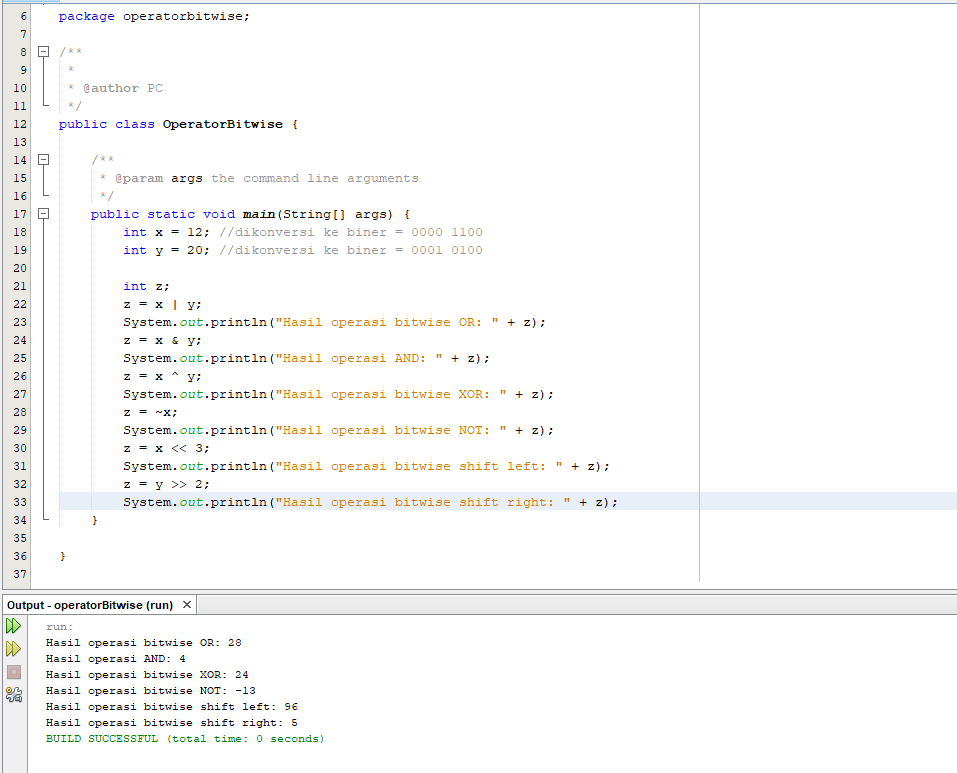 6 package operatorbitwise;
7
8 /**
9 *
10 * @author PC
11 */
12 public class OperatorBitwise {
13
14 /**
15 * @param args the command line arguments
16 */
17 public static void main(String[] args) {
18 int x = 12; //dikonversi ke biner = 0000 1100
19 int y = 20; //dikonversi ke biner = 0001 0100
20
21 int z;
22 z = x | y;
23 System.out.println("Hasil operasi bitwise OR: " + z);
24 z = x & y;
25 System.out.println("Hasil operasi AND: " + z);
26 z = x ^ y;
27 System.out.println("Hasil operasi bitwise XOR: " + z);
28 z = ~x;
29 System.out.println("Hasil operasi bitwise NOT: " + z);
30 z = x << 3;
31 System.out.println("Hasil operasi bitwise shift left: " + z);
32 z = y >> 2;
33 System.out.println("Hasil operasi bitwise shift right: " + z);
34 }
35
36 }
37
Output - operatorBitwise (run) ×
run:
Hasil operasi bitwise OR: 28
Hasil operasi AND: 4
Hasil operasi bitwise XOR: 24
Hasil operasi bitwise NOT: -13
Hasil operasi bitwise shift left: 96
Hasil operasi bitwise shift right: 5
BUILD SUCCESSFUL (total time: 0 seconds)